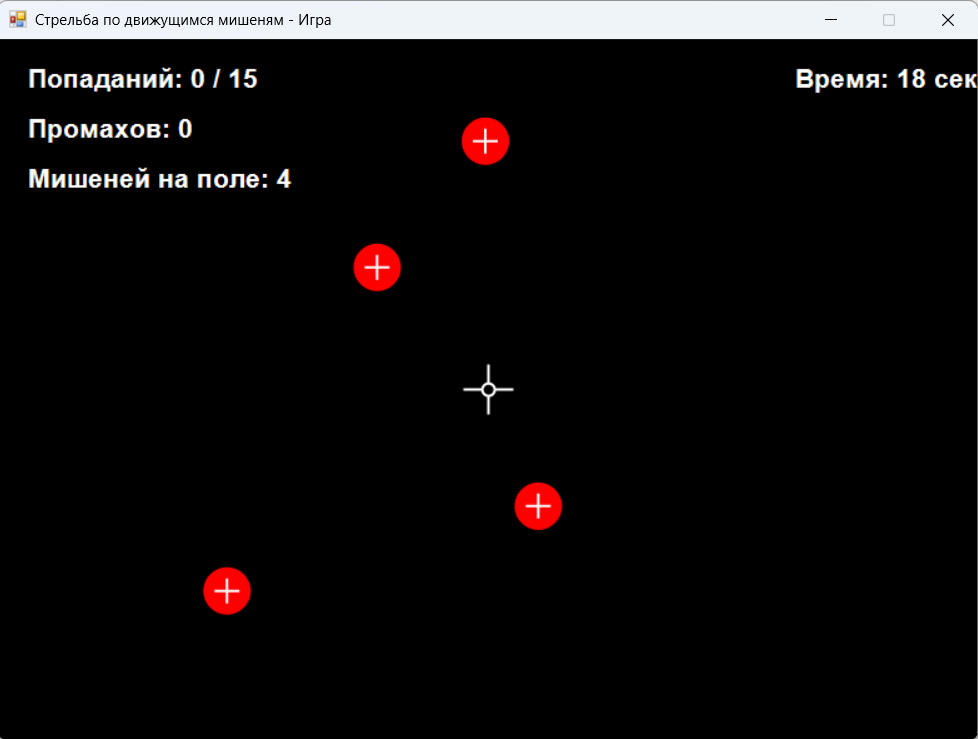 Стрельба по движущимся мишеням - Игра
Попаданий: 0 / 15
Время: 18 сек
Промахов: 0
Мишеней на поле: 4